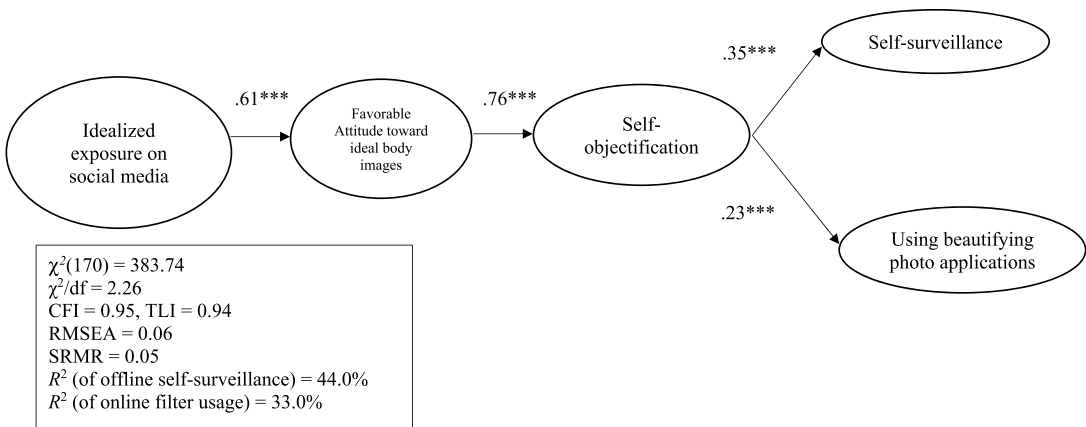 Idealized
exposure on
social media
.61***
Favorable
Attitude toward
ideal body
images
.76***
Self-
objectification
.35***
Self-surveillance
.23***
Using beautifying
photo applications
χ²(170) = 383.74
χ²/df = 2.26
CFI = 0.95, TLI = 0.94
RMSEA = 0.06
SRMR = 0.05
R² (of offline self-surveillance) = 44.0%
R² (of online filter usage) = 33.0%